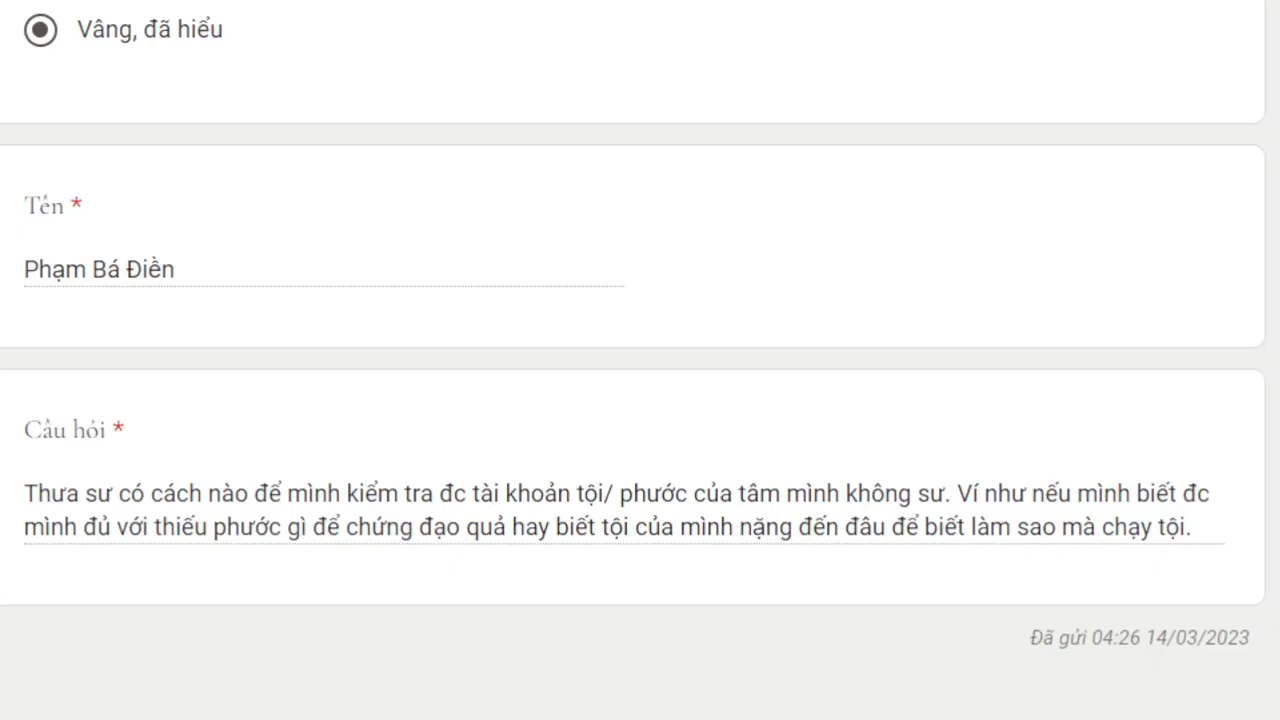 Vâng, đã hiểu
Tên *
Phạm Bá Điền
Câu hỏi *
Thưa sư có cách nào để mình kiểm tra đc tài khoản tội/ phước của tâm mình không sư. Ví như nếu mình biết đc
mình đủ với thiếu phước gì để chứng đạo quả hay biết tội của mình nặng đến đâu để biết làm sao mà chạy tội.
Đã gửi 04:26 14/03/2023